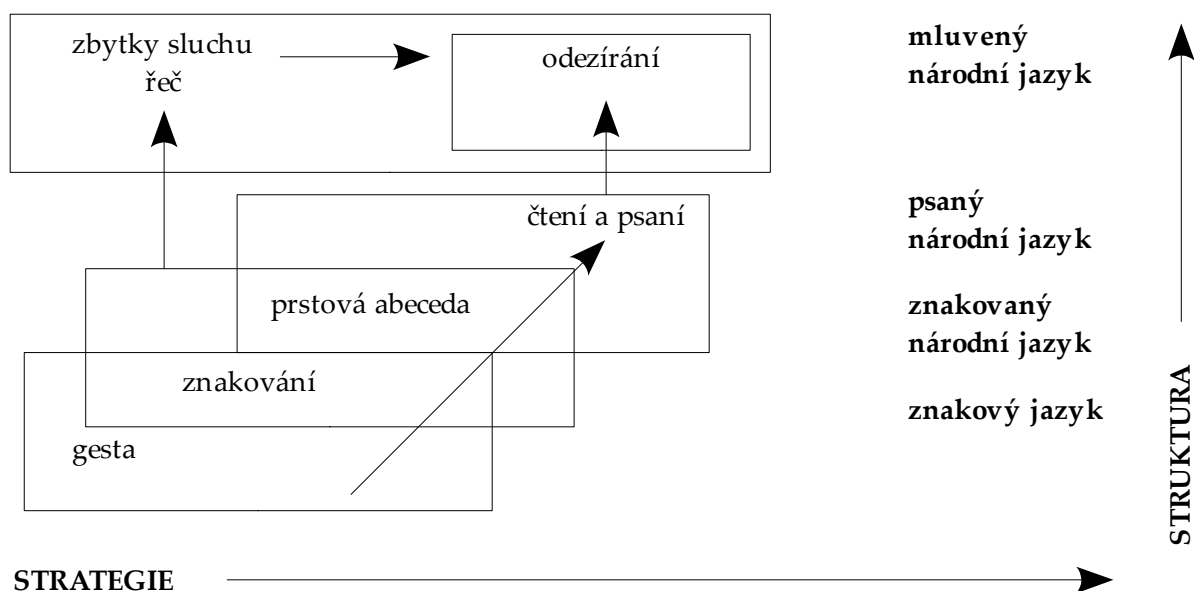 zbytky sluchu
řeč
odezírání
mluvený
národní jazyk
čtení a psaní
psaný
národní jazyk
prstová abeceda
znakovaný
národní jazyk
znakování
znakový jazyk
gesta
STRUKTURA
STRATEGIE